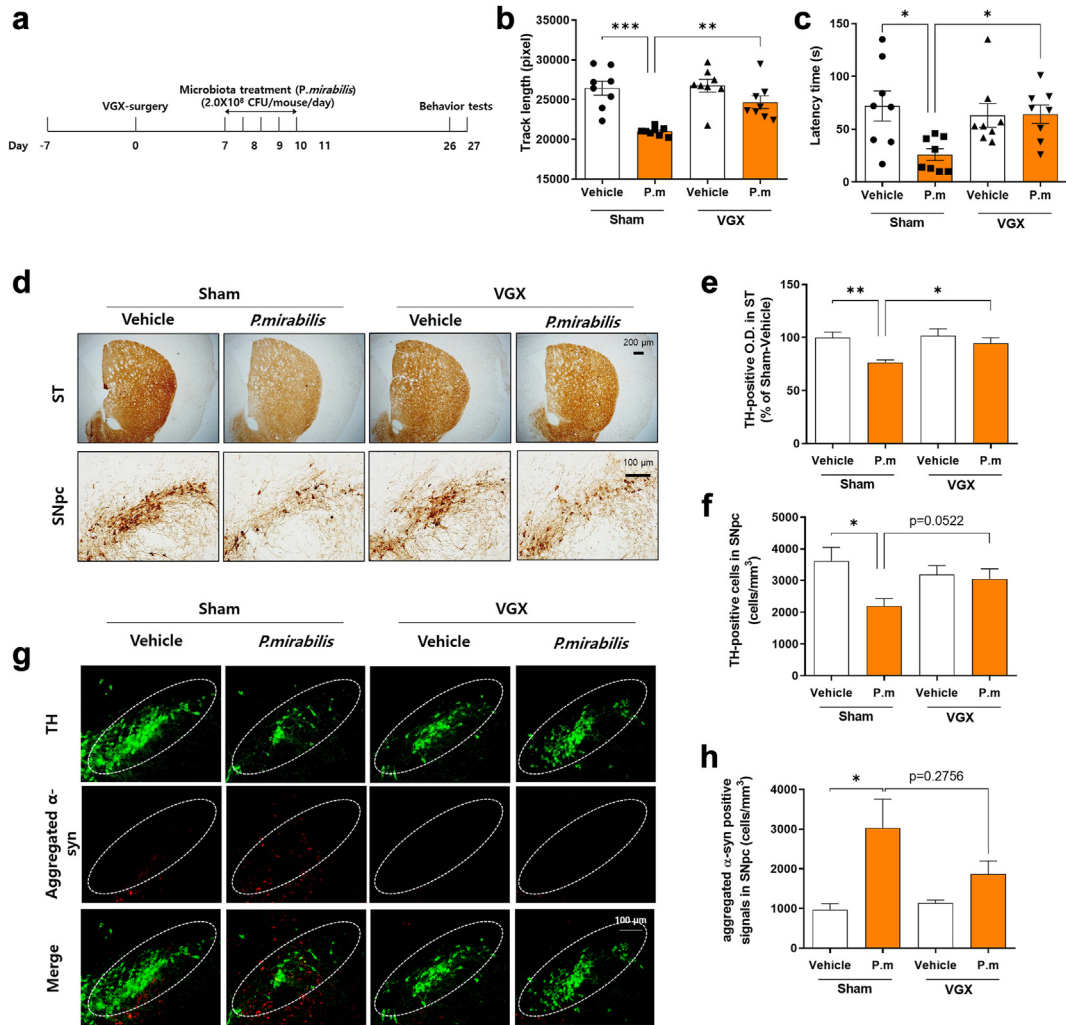 a
Microbiota treatment (P.mirabilis)
(2.0X10⁸ CFU/mouse/day)
VGX-surgery
Behavior tests
Day -7 0 7 8 9 10 11 26 27
b
Track length (pixel)
35000
30000
25000
20000
15000
*** **
Vehicle P.m Vehicle P.m
Sham VGX
c
Latency time (s)
200
150
100
50
0
* *
Vehicle P.m Vehicle P.m
Sham VGX
d
Sham VGX
Vehicle P.mirabilis Vehicle P.mirabilis
ST
200 μm
SNpc
100 μm
e
TH-positive O.D. in ST
(% of Sham-Vehicle)
150
100
50
0
** *
Vehicle P.m Vehicle P.m
Sham VGX
f
TH-positive cells in SNpc
(cells/mm³)
5000
4000
3000
2000
1000
0
* p=0.0522
Vehicle P.m Vehicle P.m
Sham VGX
g
Sham VGX
Vehicle P.mirabilis Vehicle P.mirabilis
TH
Aggregated α-
syn
Merge
100 μm
h
aggregated α-syn positive
signals in SNpc (cells/mm³)
4000
3000
2000
1000
0
* p=0.2756
Vehicle P.m Vehicle P.m
Sham VGX